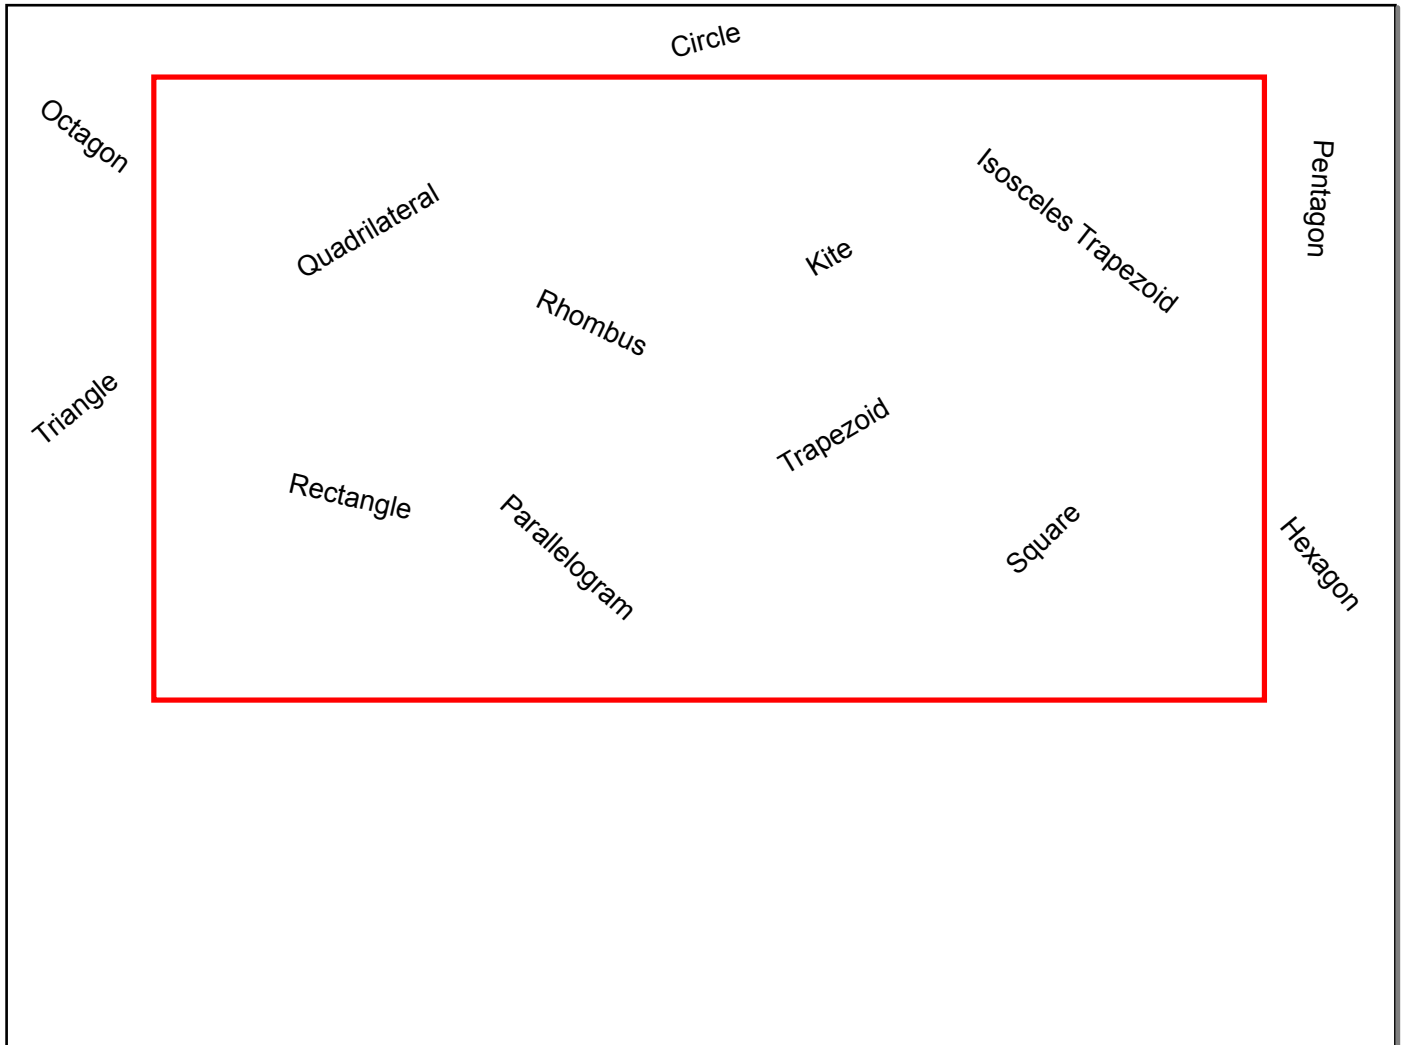 Circle
Octagon
Pentagon
Isosceles Trapezoid
Quadrilateral
Kite
Rhombus
Triangle
Trapezoid
Rectangle
Parallelogram
Square
Hexagon